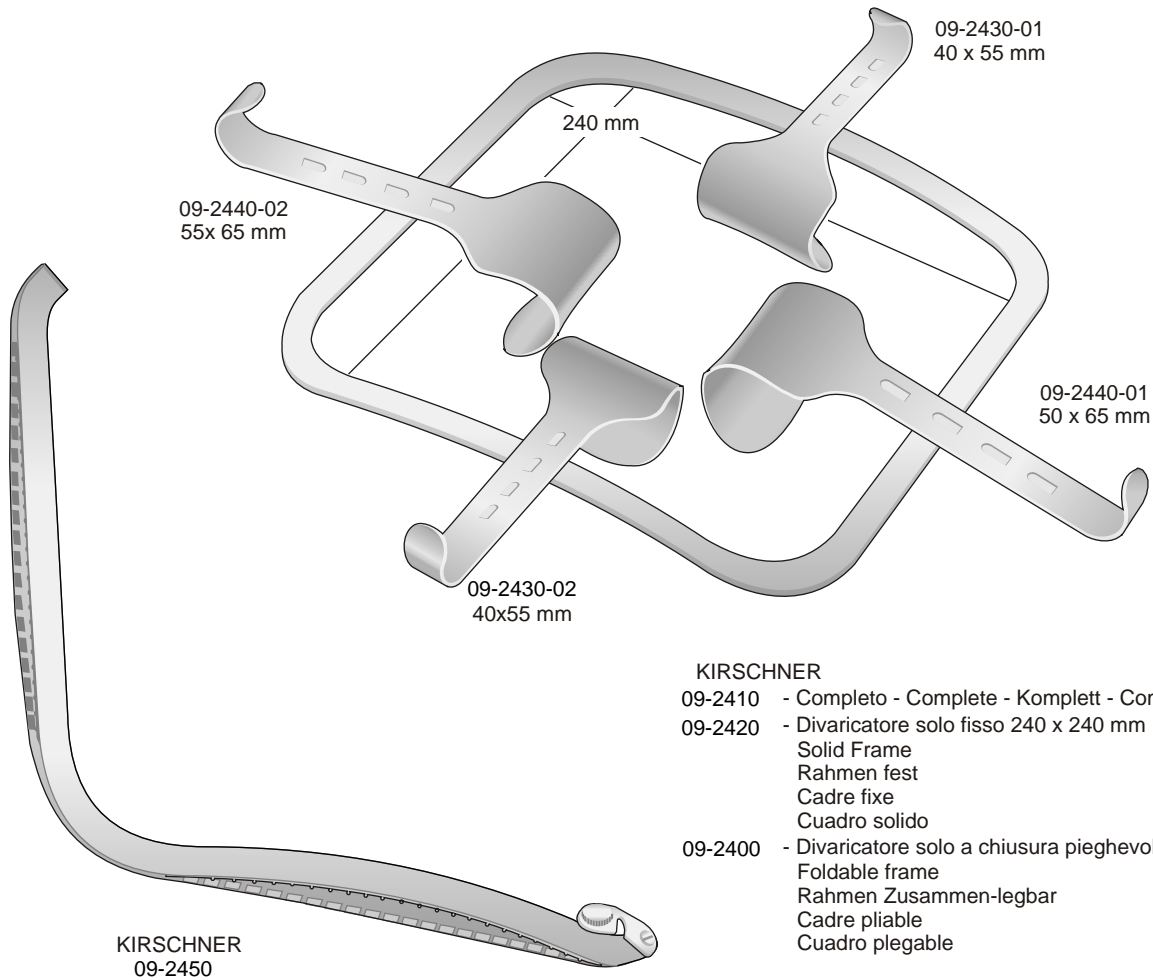 09-2430-01
40 x 55 mm
240 mm
09-2440-02
55x 65 mm
09-2440-01
50 x 65 mm
09-2430-02
40x55 mm
KIRSCHNER
09-2410 - Completo - Complete - Komplett -
09-2420 - Divaricatore solo fisso 240 x 240 mm
Solid Frame
Rahmen fest
Cadre fixe
Cuadro solido
09-2400 - Divaricatore solo a chiusura
Foldable frame
Rahmen Zusammen-legbar
Cadre pliable
Cuadro plegable
KIRSCHNER
09-2450